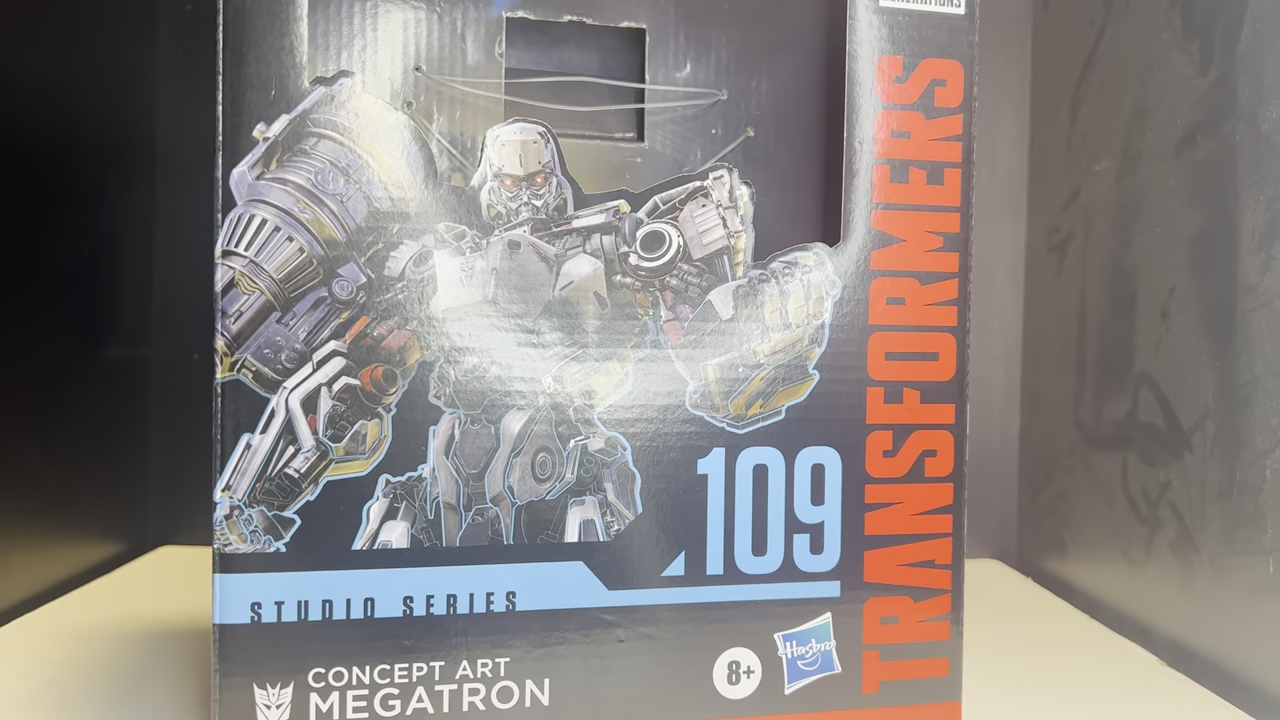 GENERATIONS
TRANSFORMERS
109
STUDIO SERIES
CONCEPT ART
MEGATRON
8+
Hasbro